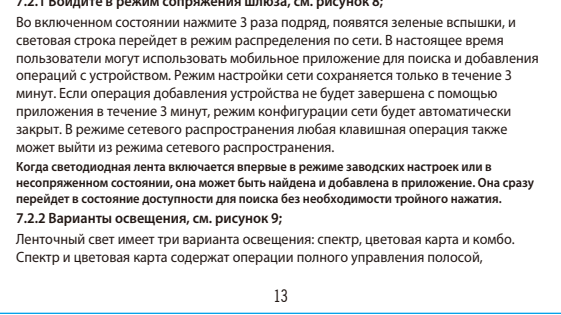 7.2.1 Войдите в режим сопряжения шлюза, см. рисунок 8;
Во включенном состоянии нажмите 3 раза подряд, появятся зеленые вспышки, и
световая строка перейдет в режим распределения по сети. В настоящее время
пользователи могут использовать мобильное приложение для поиска и добавления
операций с устройством. Режим настройки сети сохраняется только в течение 3
минут. Если операция добавления устройства не будет завершена с помощью
приложения в течение 3 минут, режим конфигурации сети будет автоматически
закрыт. В режиме сетевого распространения любая клавишная операция также
может выйти из режима сетевого распространения.
Когда светодиодная лента включается впервые в режиме заводских настроек или в
несопряженном состоянии, она может быть найдена и добавлена в приложение. Она сразу
перейдет в состояние доступности для поиска без необходимости тройного нажатия.
7.2.2 Варианты освещения, см. рисунок 9;
Ленточный свет имеет три варианта освещения: спектр, цветовая карта и комбо.
Спектр и цветовая карта содержат операции полного управления полосой,
13